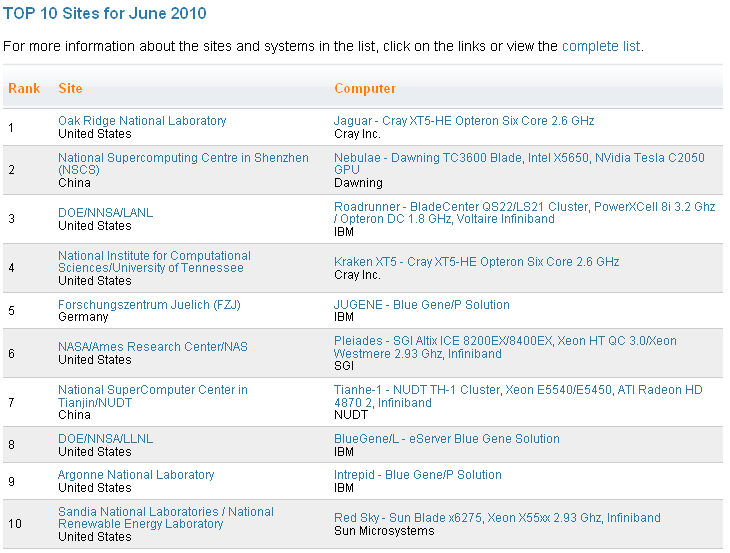 TOP 10 Sites for June 2010
For more information about the sites and systems in the list, click on the links or view the complete list.
Rank Site Computer
1
Oak Ridge National Laboratory
United States
Jaguar - Cray XT5-HE Opteron Six Core 2.6 GHz
Cray Inc.
2
National Supercomputing Centre in Shenzhen
(NSCS)
China
Nebulae - Dawning TC3600 Blade, Intel X5650, NVidia Tesla C2050
GPU
Dawning
3
DOE/NNSA/LANL
United States
Roadrunner - BladeCenter QS22/LS21 Cluster, PowerXCell 8i 3.2 Ghz
/ Opteron DC 1.8 GHz, Voltaire Infiniband
IBM
4
National Institute for Computational
Sciences/University of Tennessee
United States
Kraken XT5 - Cray XT5-HE Opteron Six Core 2.6 GHz
Cray Inc.
5
Forschungszentrum Juelich (FZJ)
Germany
JUGENE - Blue Gene/P Solution
IBM
6
NASA/Ames Research Center/NAS
United States
Pleiades - SGI Altix ICE 8200EX/8400EX, Xeon HT QC 3.0/Xeon
Westmere 2.93 Ghz, Infiniband
SGI
7
National SuperComputer Center in
Tianjin/NUDT
China
Tianhe-1 - NUDT TH-1 Cluster, Xeon E5540/E5450, ATI Radeon HD
4870 2, Infiniband
NUDT
8
DOE/NNSA/LLNL
United States
BlueGene/L - eServer Blue Gene Solution
IBM
9
Argonne National Laboratory
United States
Intrepid - Blue Gene/P Solution
IBM
10
Sandia National Laboratories / National
Renewable Energy Laboratory
United States
Red Sky - Sun Blade x6275, Xeon X55xx 2.93 Ghz, Infiniband
Sun Microsystems